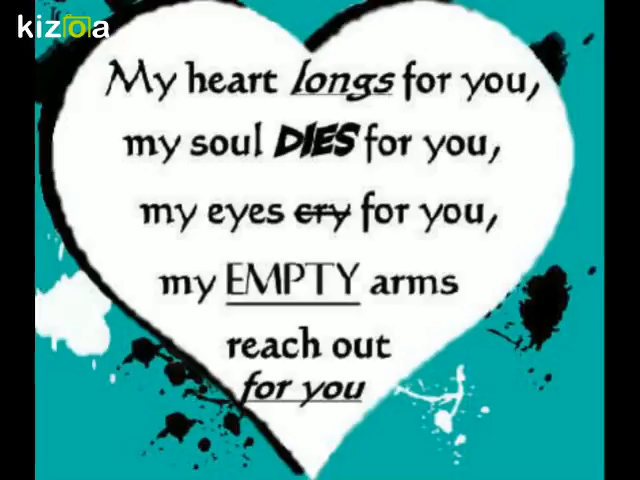 kizoa
My heart longs for you,
my soul DIES for you,
my eyes cry for you,
my EMPTY arms
reach out
for you